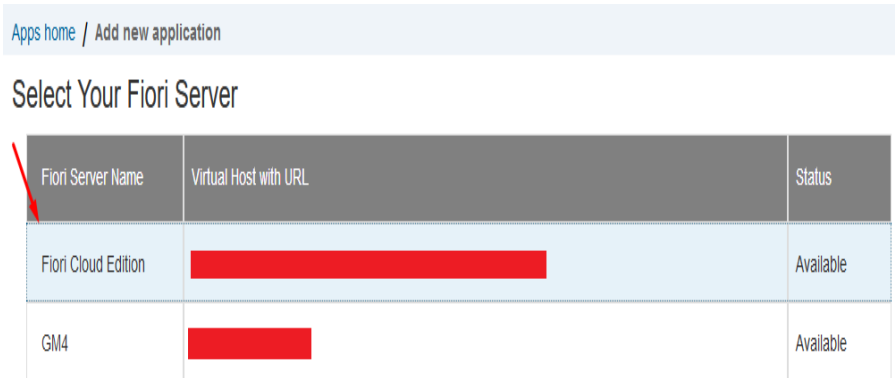 Apps home / Add new application
Select Your Fiori Server
Fiori Server Name Virtual Host with URL Status
Fiori Cloud Edition Available
GM4 Available